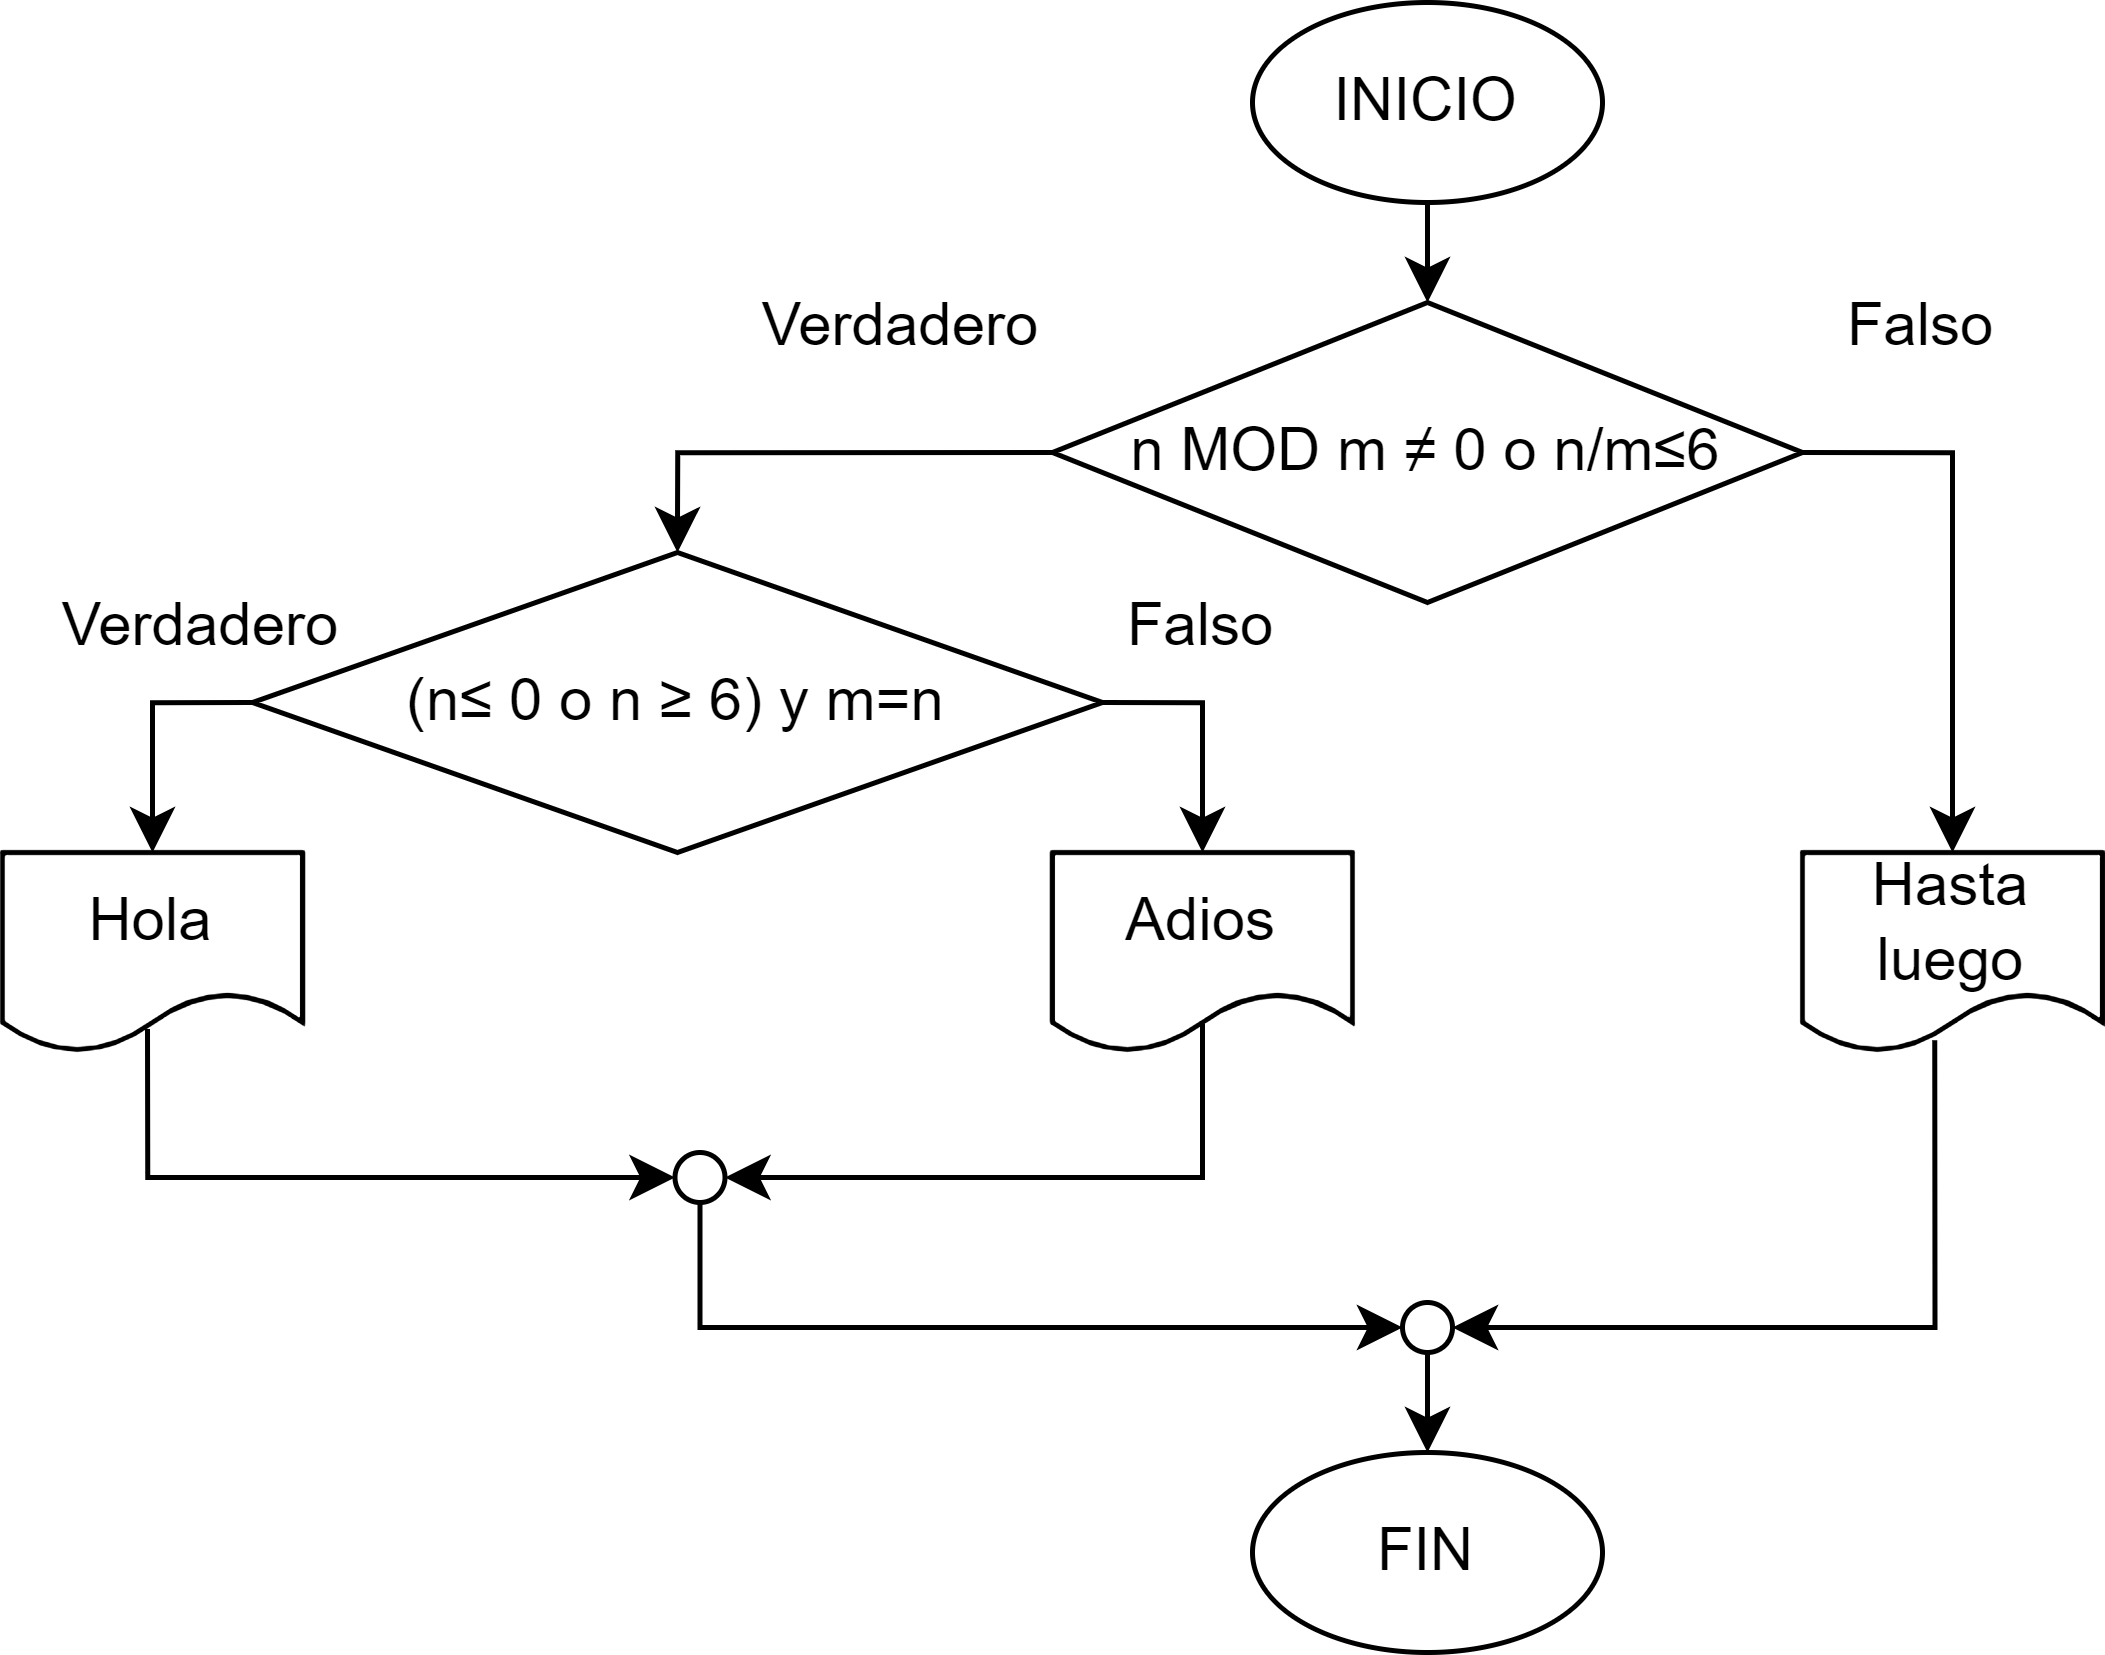 INICIO
Verdadero
Falso
n MOD m ≠ 0 o n/m≤6
Verdadero
Falso
(n≤ 0 o n ≥ 6) y m=n
Hola
Adios
Hasta
luego
FIN